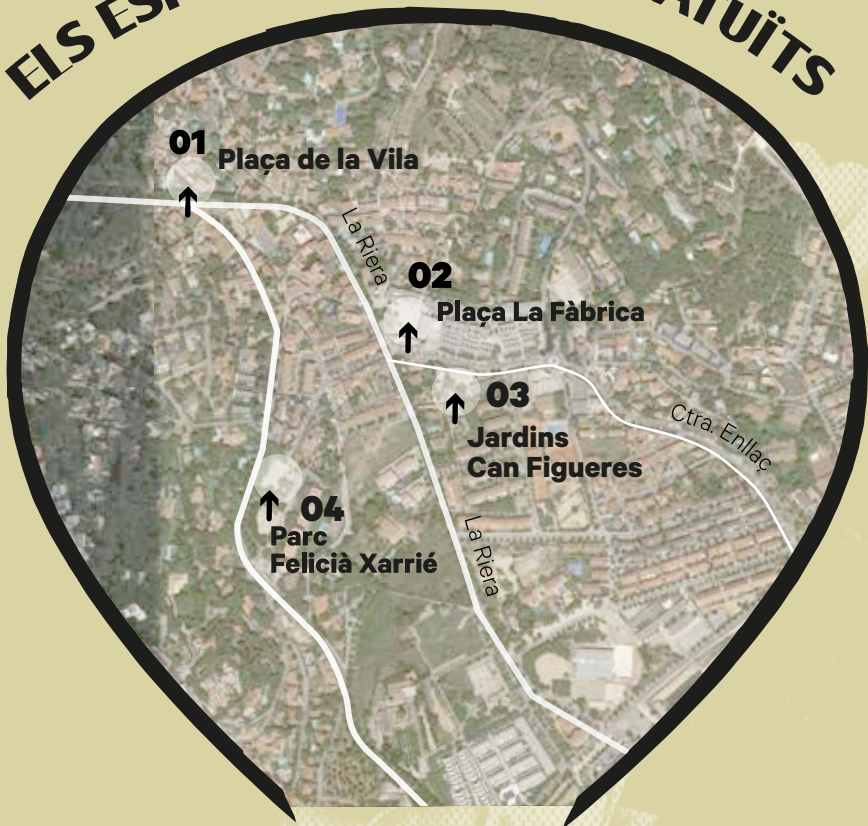 ELS
01
Plaça de la Vila
La Riera
02
Plaça La Fàbrica
03
Jardins
Can Figueres
Ctra. Enllaç
04
Parc
Felicià Xarrié
La Riera